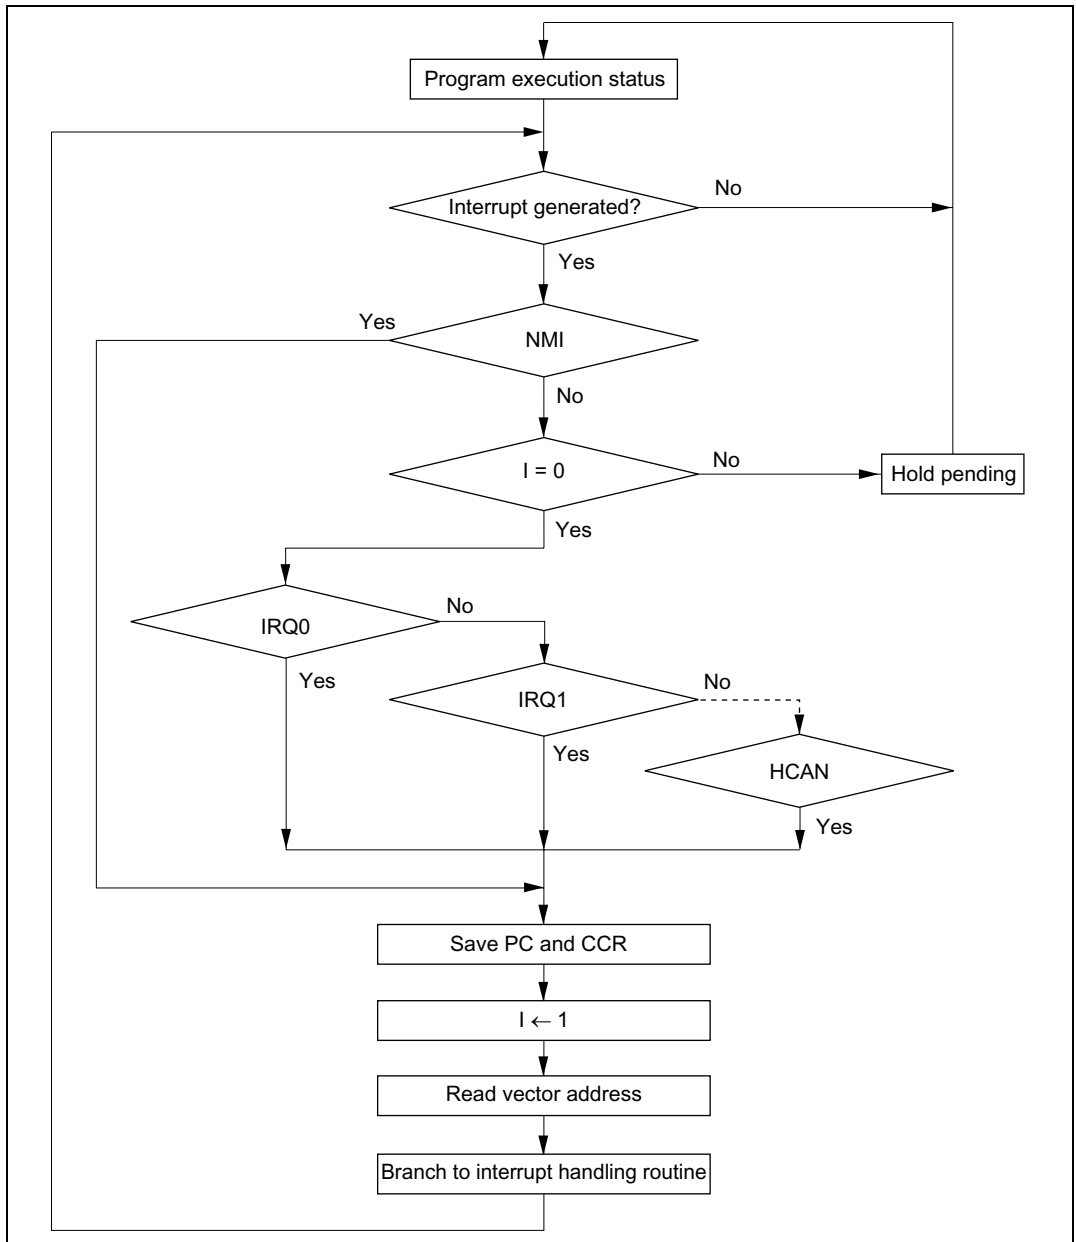 Program execution status
Interrupt generated?
No
Yes
NMI
Yes
No
I = 0
No
Hold pending
Yes
IRQ0
No
Yes
IRQ1
No
Yes
HCAN
Yes
Save PC and CCR
I ← 1
Read vector address
Branch to interrupt handling routine